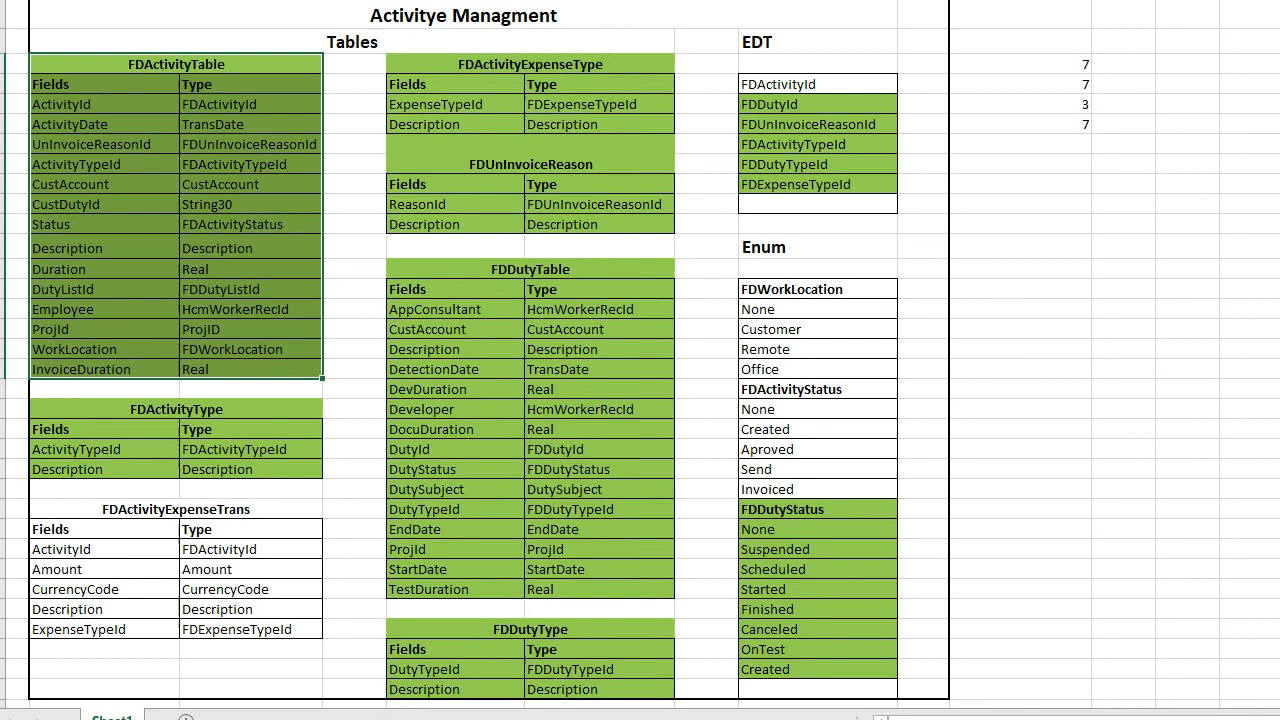 Activitye Managment
Tables
EDT
FDActivityTable
Fields Type
ActivityId FDActivityId
ActivityDate TransDate
UnInvoiceReasonId FDUnInvoiceReasonId
ActivityTypeId FDActivityTypeId
CustAccount CustAccount
CustDutyId String30
Status FDActivityStatus
Description Description
Duration Real
DutyListId FDDutyListId
Employee HcmWorkerRecId
ProjId ProjID
WorkLocation FDWorkLocation
InvoiceDuration Real
FDActivityType
Fields Type
ActivityTypeId FDActivityTypeId
Description Description
FDActivityExpenseTrans
Fields Type
ActivityId FDActivityId
Amount Amount
CurrencyCode CurrencyCode
Description Description
ExpenseTypeId FDExpenseTypeId
FDActivityExpenseType
Fields Type
ExpenseTypeId FDExpenseTypeId
Description Description
FDUnInvoiceReason
Fields Type
ReasonId FDUnInvoiceReasonId
Description Description
FDDutyTable
Fields Type
AppConsultant HcmWorkerRecId
CustAccount CustAccount
Description Description
DetectionDate TransDate
DevDuration Real
Developer HcmWorkerRecId
DocuDuration Real
DutyId FDDutyId
DutyStatus FDDutyStatus
DutySubject DutySubject
DutyTypeId FDDutyTypeId
EndDate EndDate
ProjId ProjId
StartDate StartDate
TestDuration Real
FDDutyType
Fields Type
DutyTypeId FDDutyTypeId
Description Description
FDActivityId
FDDutyId
FDUnInvoiceReasonId
FDActivityTypeId
FDDutyTypeId
FDExpenseTypeId
Enum
FDWorkLocation
None
Customer
Remote
Office
FDActivityStatus
None
Created
Aproved
Send
Invoiced
FDDutyStatus
None
Suspended
Scheduled
Started
Finished
Canceled
OnTest
Created
7
7
3
7
Sheet1